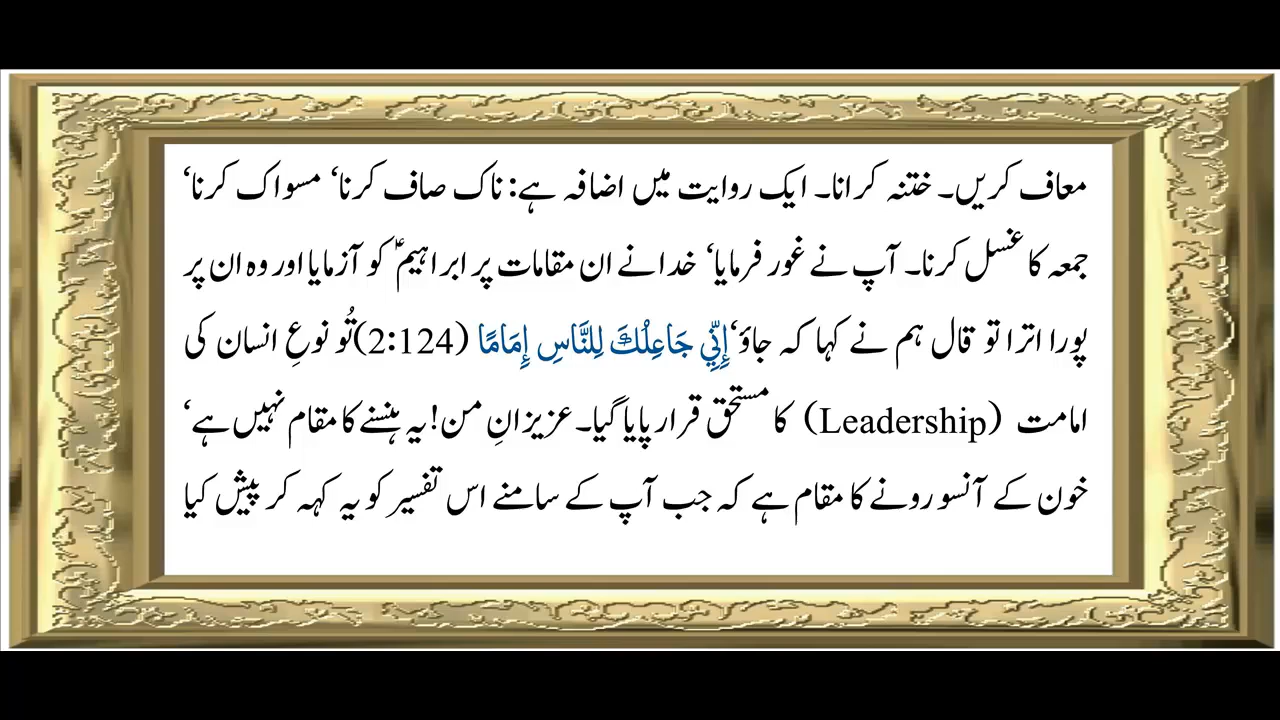 معاف کریں۔ ختنہ کرانا۔ ایک روایت میں اضافہ ہے: ناک صاف کرنا‘ مسواک کرنا‘
جمعہ کا غسل کرنا۔ آپ نے غور فرمایا‘ خدا نے ان مقامات پر ابراہیمؑ کو آزمایا اور وہ ان پر
پورا اترا تو قال ہم نے کہا کہ جاؤ‘ إِنِّي جَاعِلُكَ لِلنَّاسِ إِمَامًا (2:124) تُو نوعِ انسان کی
امامت (Leadership) کا مستحق قرار پایا گیا۔ عزیزانِ من! یہ ہنسنے کا مقام نہیں ہے‘
خون کے آنسو رونے کا مقام ہے کہ جب آپ کے سامنے اس تفسیر کو یہ کہہ کر پیش کیا